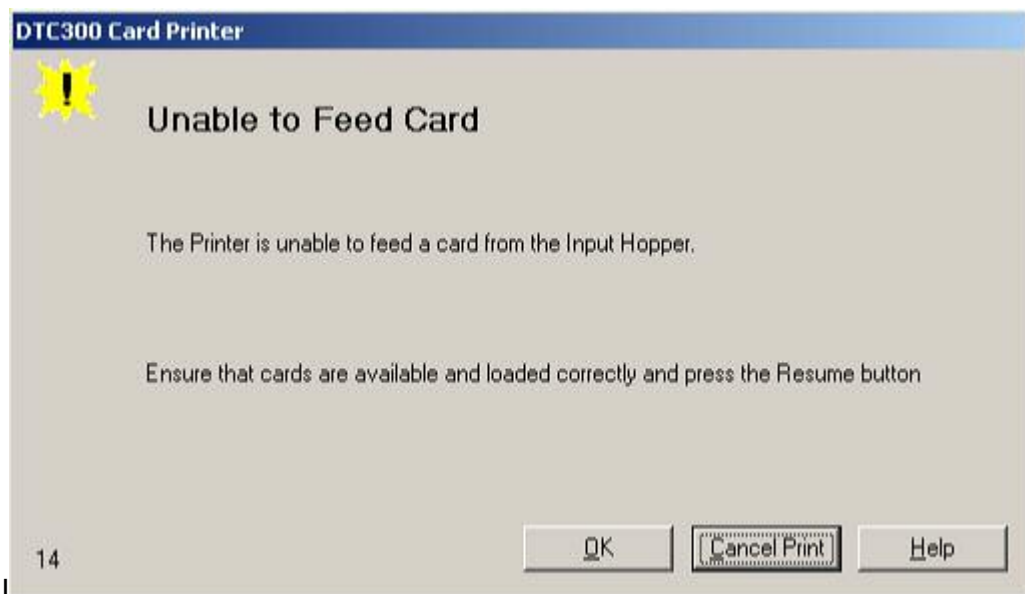 DTC300 Card Printer
!
Unable to Feed Card
The Printer is unable to feed a card from the Input Hopper.
Ensure that cards are available and loaded correctly and press the Resume button
14
OK
Cancel Print
Help